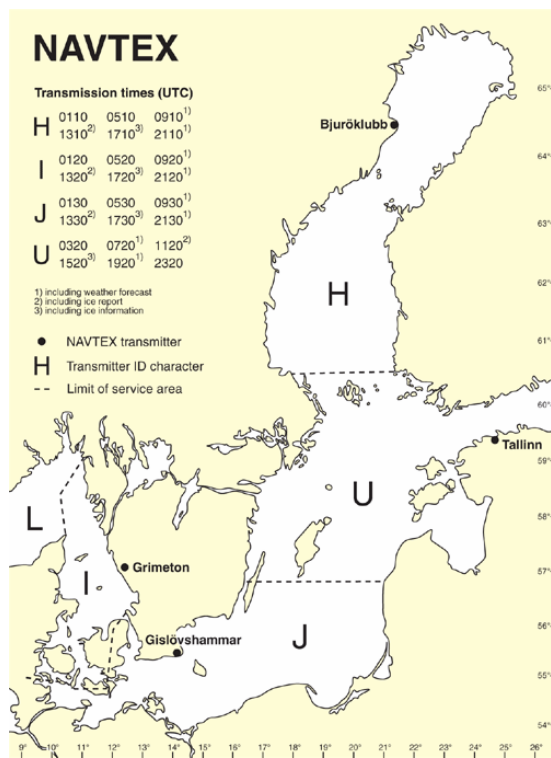 NAVTEX
Transmission times (UTC)
H 0110 0510 0910¹⁾
1310²⁾ 1710³⁾ 2110¹⁾
I 0120 0520 0920¹⁾
1320²⁾ 1720³⁾ 2120¹⁾
J 0130 0530 0930¹⁾
1330²⁾ 1730³⁾ 2130¹⁾
U 0320 0720¹⁾ 1120²⁾
1520³⁾ 1920¹⁾ 2320
1) including weather forecast
2) including ice report
3) including ice information
NAVTEX transmitter
H Transmitter ID character
Limit of service area
65°
Bjuröklubb
64°
63°
H
62°
61°
60°
Tallinn
59°
U
L
58°
Grimeton
57°
I
56°
Gislövshammar
J
55°
54°
9° 10° 11° 12° 13° 14° 15° 16° 17° 18° 19° 20° 21° 22° 23° 24° 25° 26°